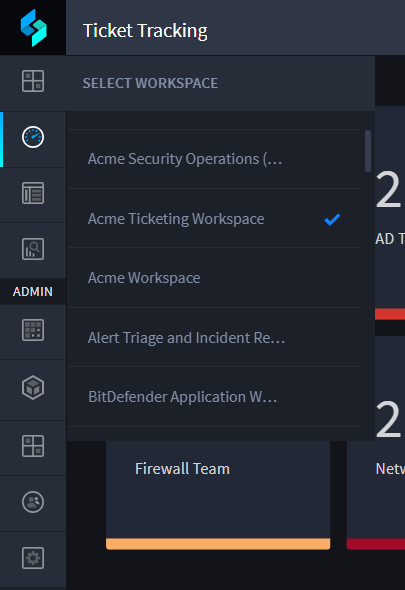 Ticket Tracking
SELECT WORKSPACE
Acme Security Operations (...
Acme Ticketing Workspace
Acme Workspace
Alert Triage and Incident Re...
BitDefender Application W...
ADMIN
2
AD T
2
Firewall Team
Netw